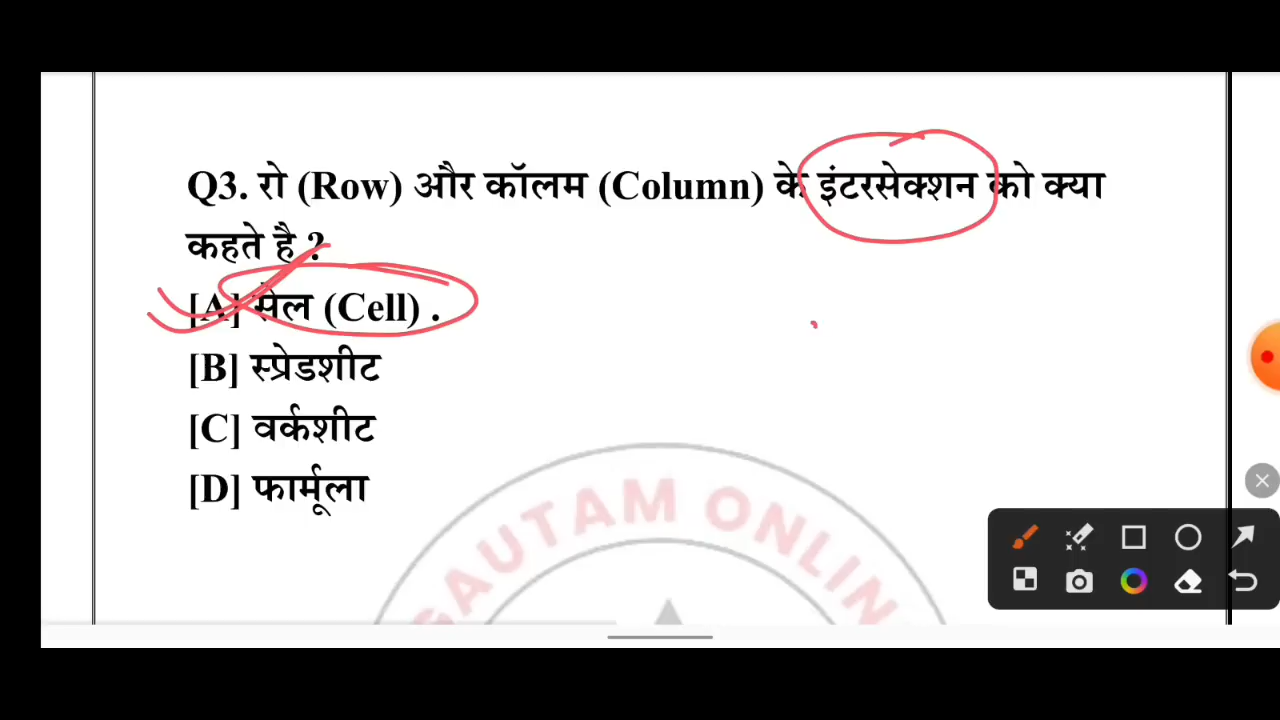 Q3. रो (Row) और कॉलम (Column) के इंटरसेक्शन को क्या
कहते है ?
[A] सेल (Cell) .
[B] स्प्रेडशीट
[C] वर्कशीट
[D] फार्मूला
GAUTAM ONLIN